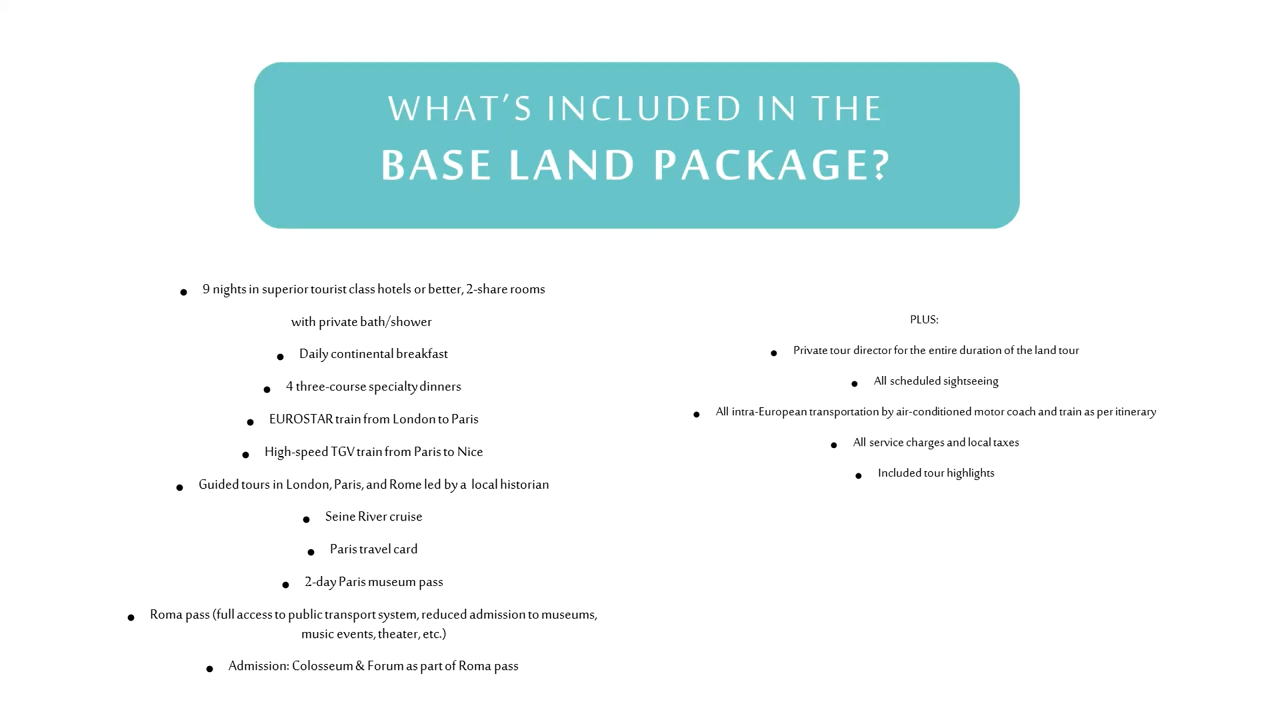 WHAT'S INCLUDED IN THE
BASE LAND PACKAGE?
• 9 nights in superior tourist class hotels or better, 2-share rooms
with private bath/shower
• Daily continental breakfast
• 4 three-course specialty dinners
• EUROSTAR train from London to Paris
• High-speed TGV train from Paris to Nice
• Guided tours in London, Paris, and Rome led by a local historian
• Seine River cruise
• Paris travel card
• 2-day Paris museum pass
• Roma pass (full access to public transport system, reduced admission to museums,
music events, theater, etc.)
• Admission: Colosseum & Forum as part of Roma pass
PLUS:
• Private tour director for the entire duration of the land tour
• All scheduled sightseeing
• All intra-European transportation by air-conditioned motor coach and train as per itinerary
• All service charges and local taxes
• Included tour highlights